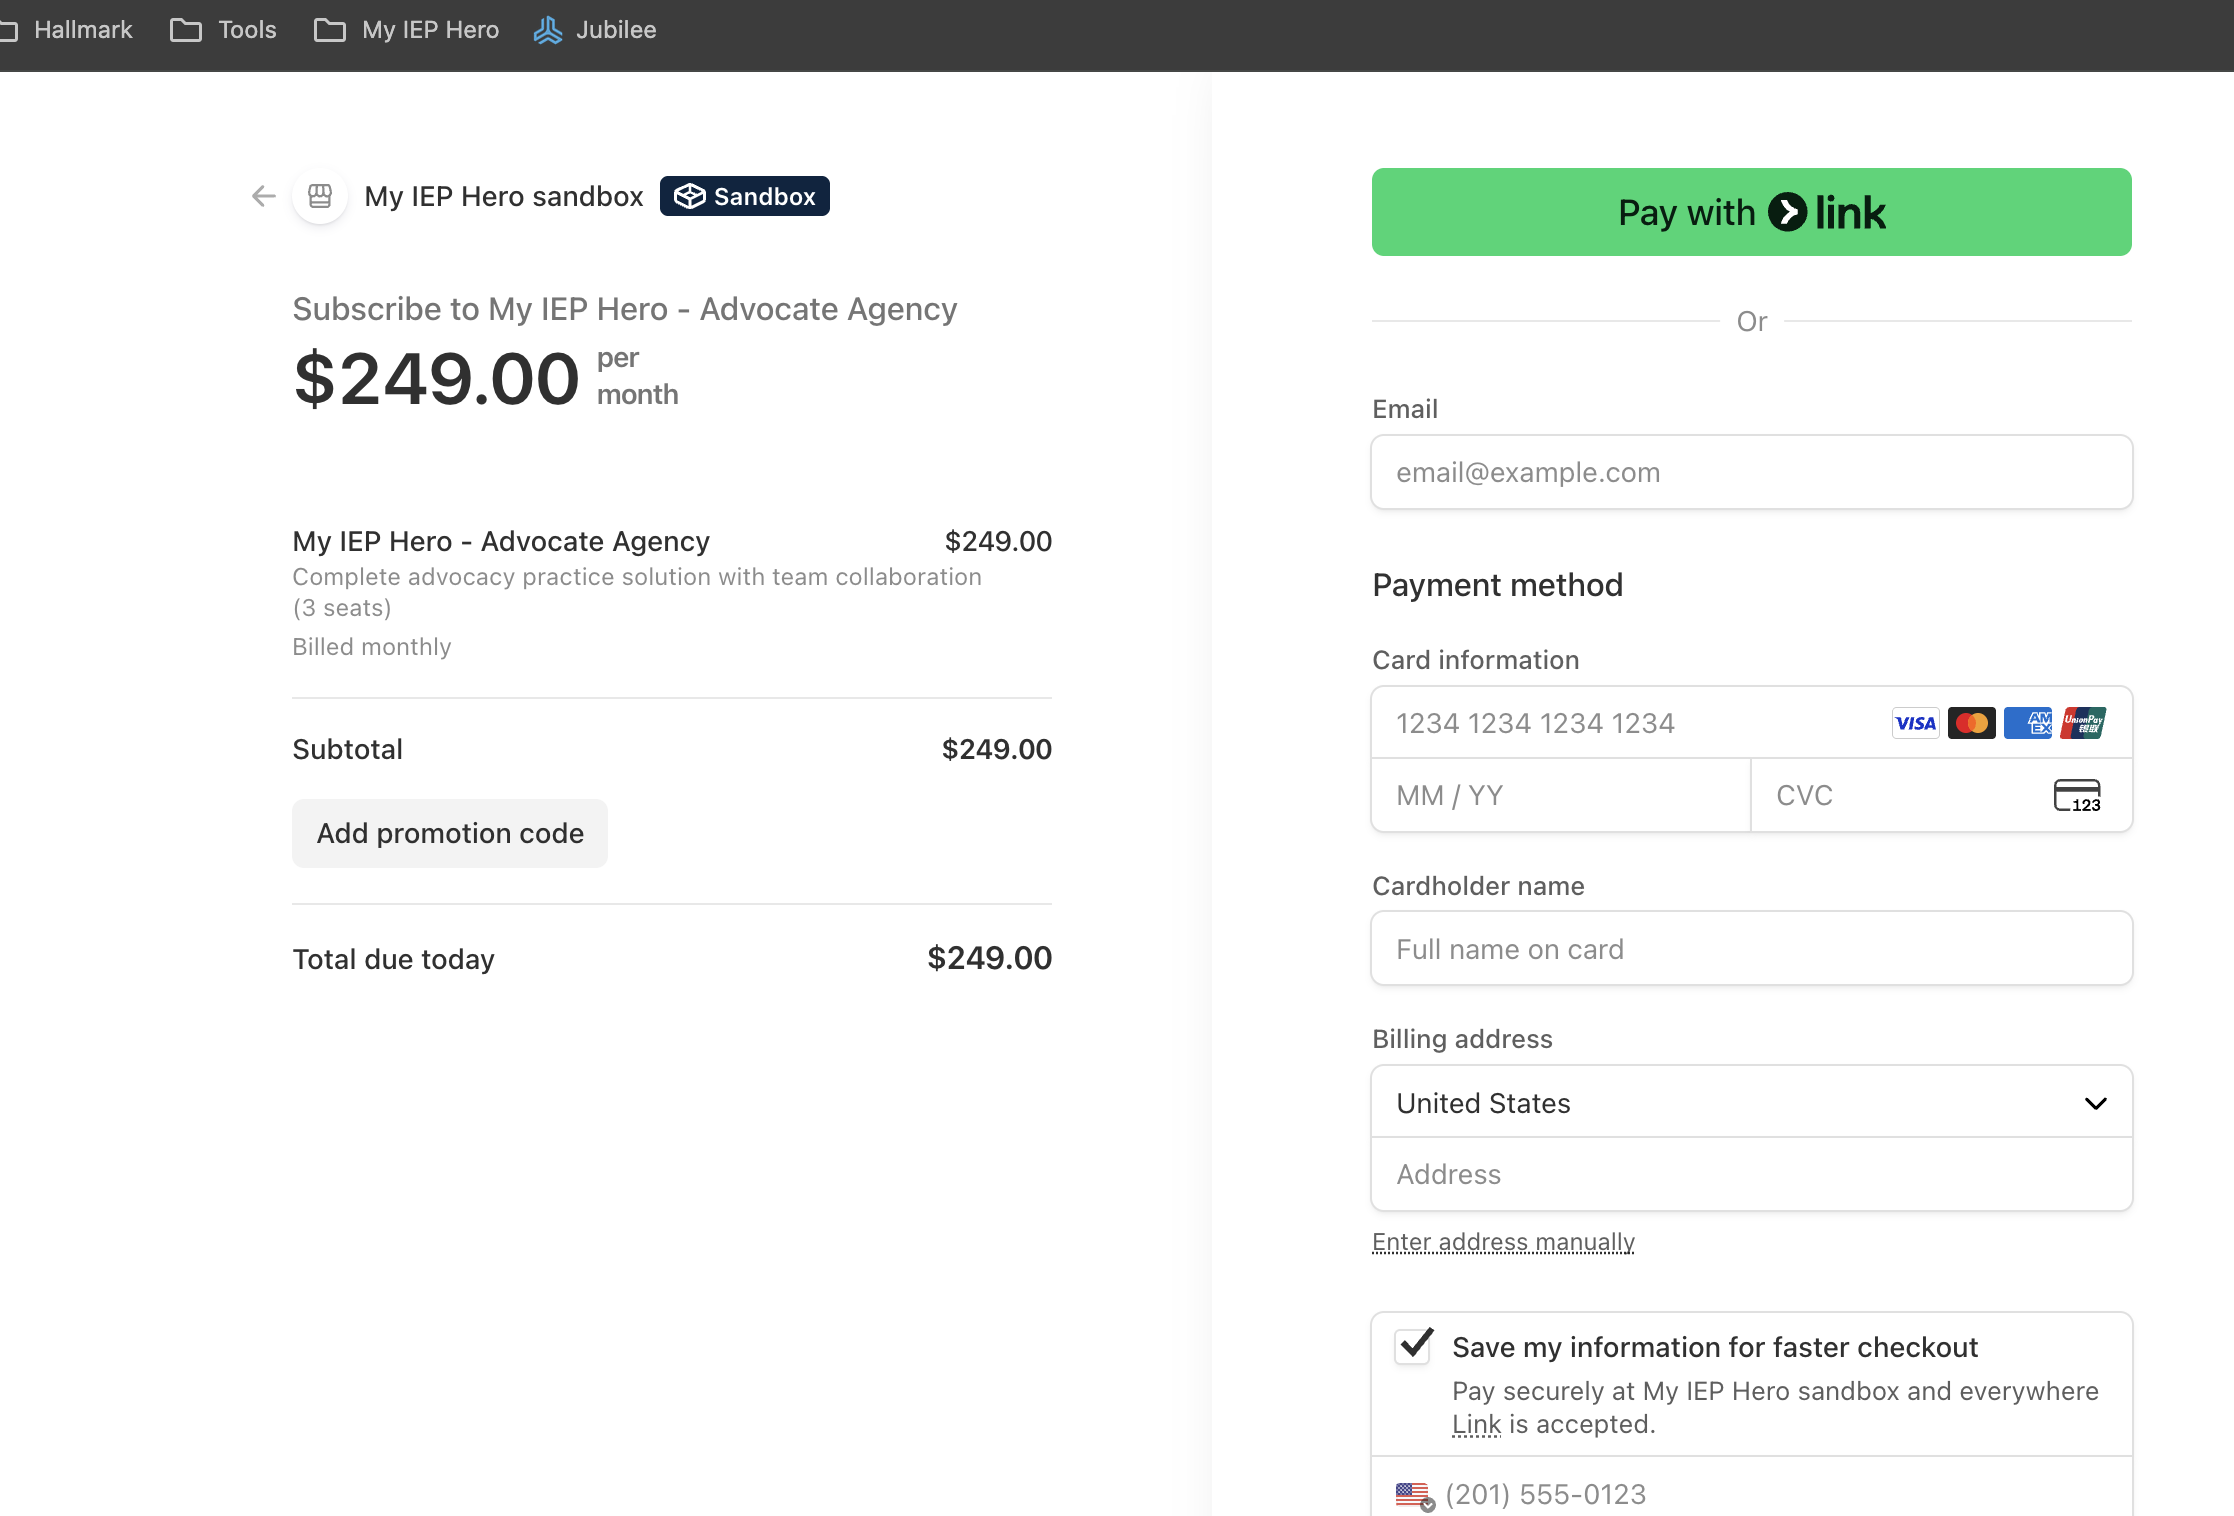 Hallmark
Tools
My IEP Hero
Jubilee
My IEP Hero sandbox
Sandbox
Subscribe to My IEP Hero - Advocate Agency
$249.00
per
month
My IEP Hero - Advocate Agency
$249.00
Complete advocacy practice solution with team collaboration
(3 seats)
Billed monthly
Subtotal
$249.00
Add promotion code
Total due today
$249.00
Pay with link
Or
Email
email@example.com
Payment method
Card information
1234 1234 1234 1234
VISA
AM
EX
UnionPay
银联
MM / YY
CVC
123
Cardholder name
Full name on card
Billing address
United States
Address
Enter address manually
Save my information for faster checkout
Pay securely at My IEP Hero sandbox and everywhere
Link is accepted.
(201) 555-0123